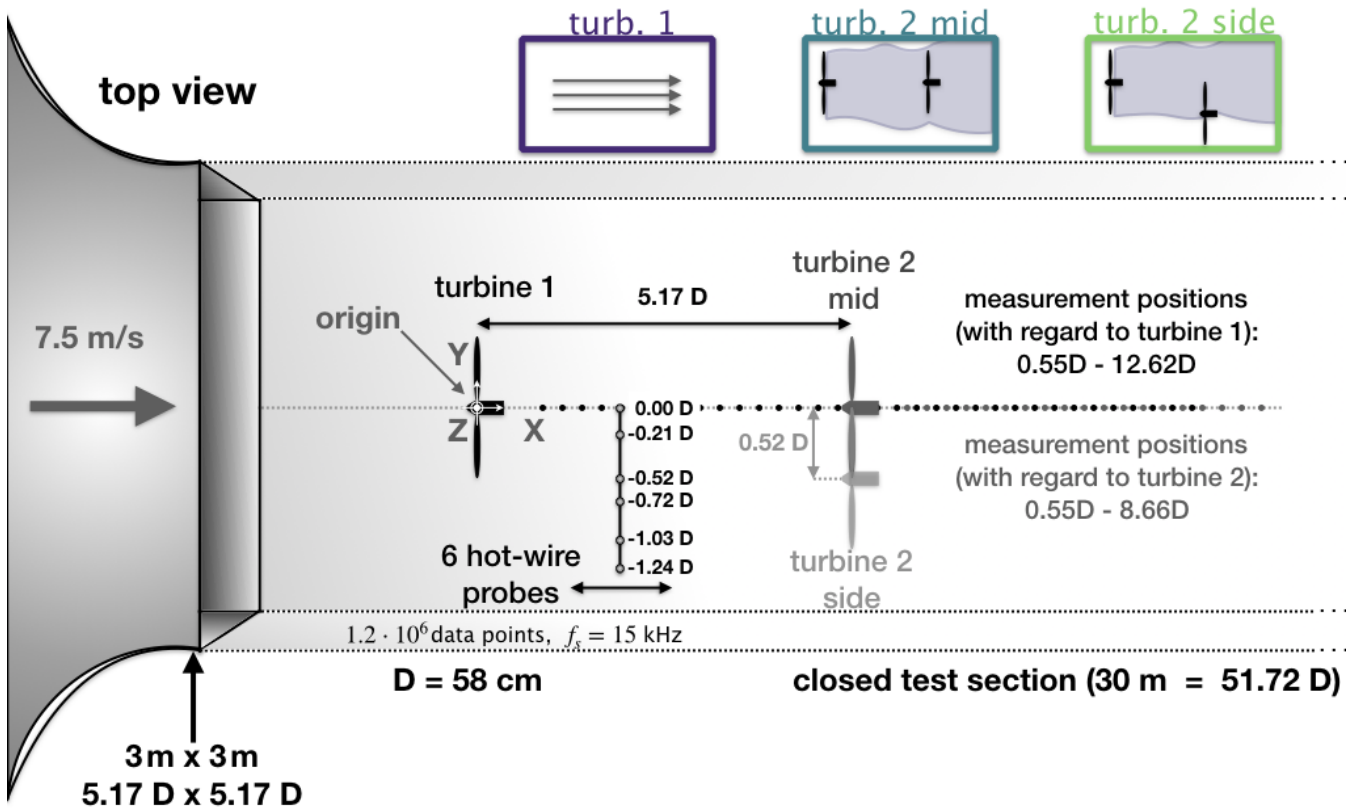 turb. 1
turb. 2 mid
turb. 2 side
top view
turbine 1
5.17 D
turbine 2
mid
measurement positions
(with regard to turbine 1):
0.55D - 12.62D
origin
7.5 m/s
Y
Z
X
0.00 D
-0.21 D
-0.52 D
-0.72 D
-1.03 D
-1.24 D
0.52 D
measurement positions
(with regard to turbine 2):
0.55D - 8.66D
6 hot-wire
probes
turbine 2
side
1.2 · 10⁶ data points, fₛ = 15 kHz
D = 58 cm
closed test section (30 m = 51.72 D)
3m x 3m
5.17 D x 5.17 D